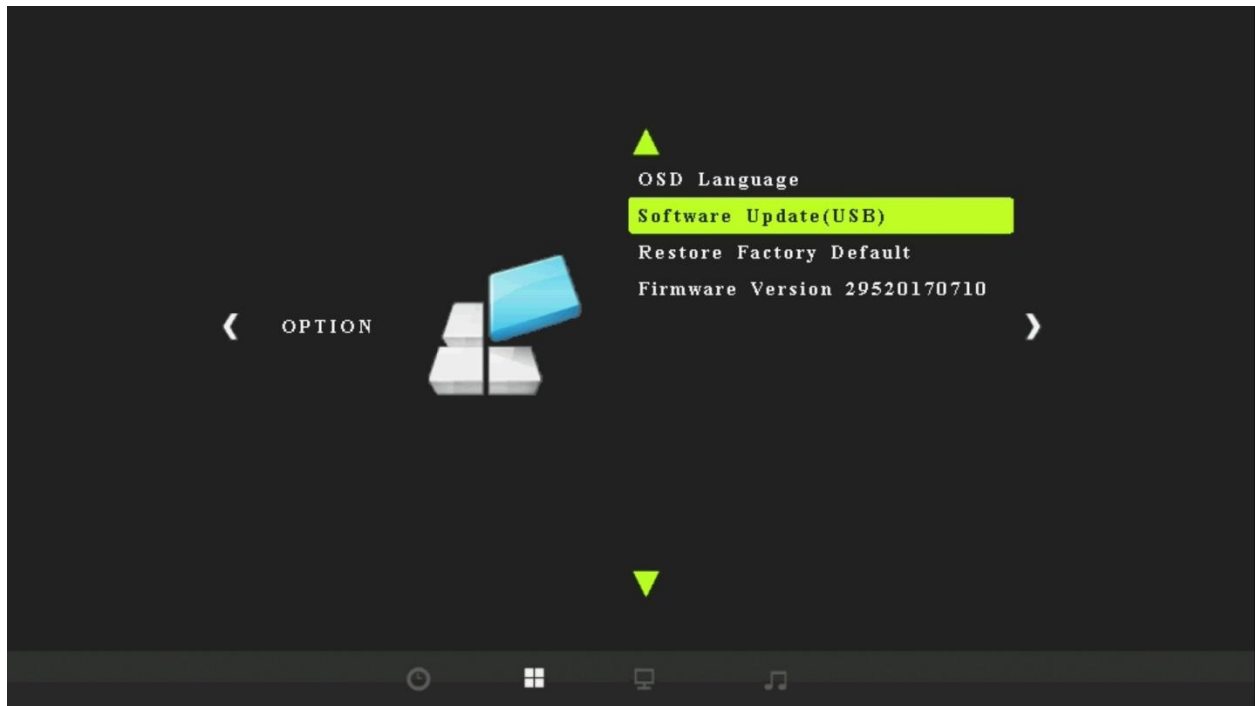 OSD Language
Software Update(USB)
Restore Factory Default
Firmware Version 29520170710
OPTION